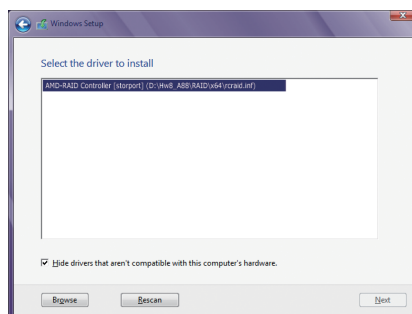 Windows Setup
Select the driver to install
AMD-RAID Controller [storport] (D:\Hw8_A88\RAID\x64\rcraid.inf)
Hide drivers that aren't compatible with this computer's hardware.
Browse
Rescan
Next